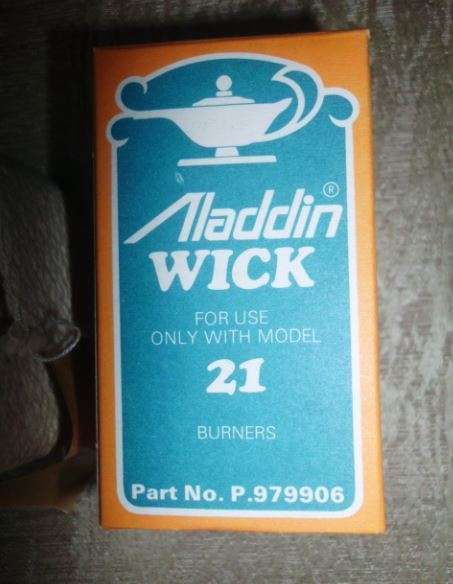 Aladdin®
WICK
FOR USE
ONLY WITH MODEL
21
BURNERS
Part No. P.979906